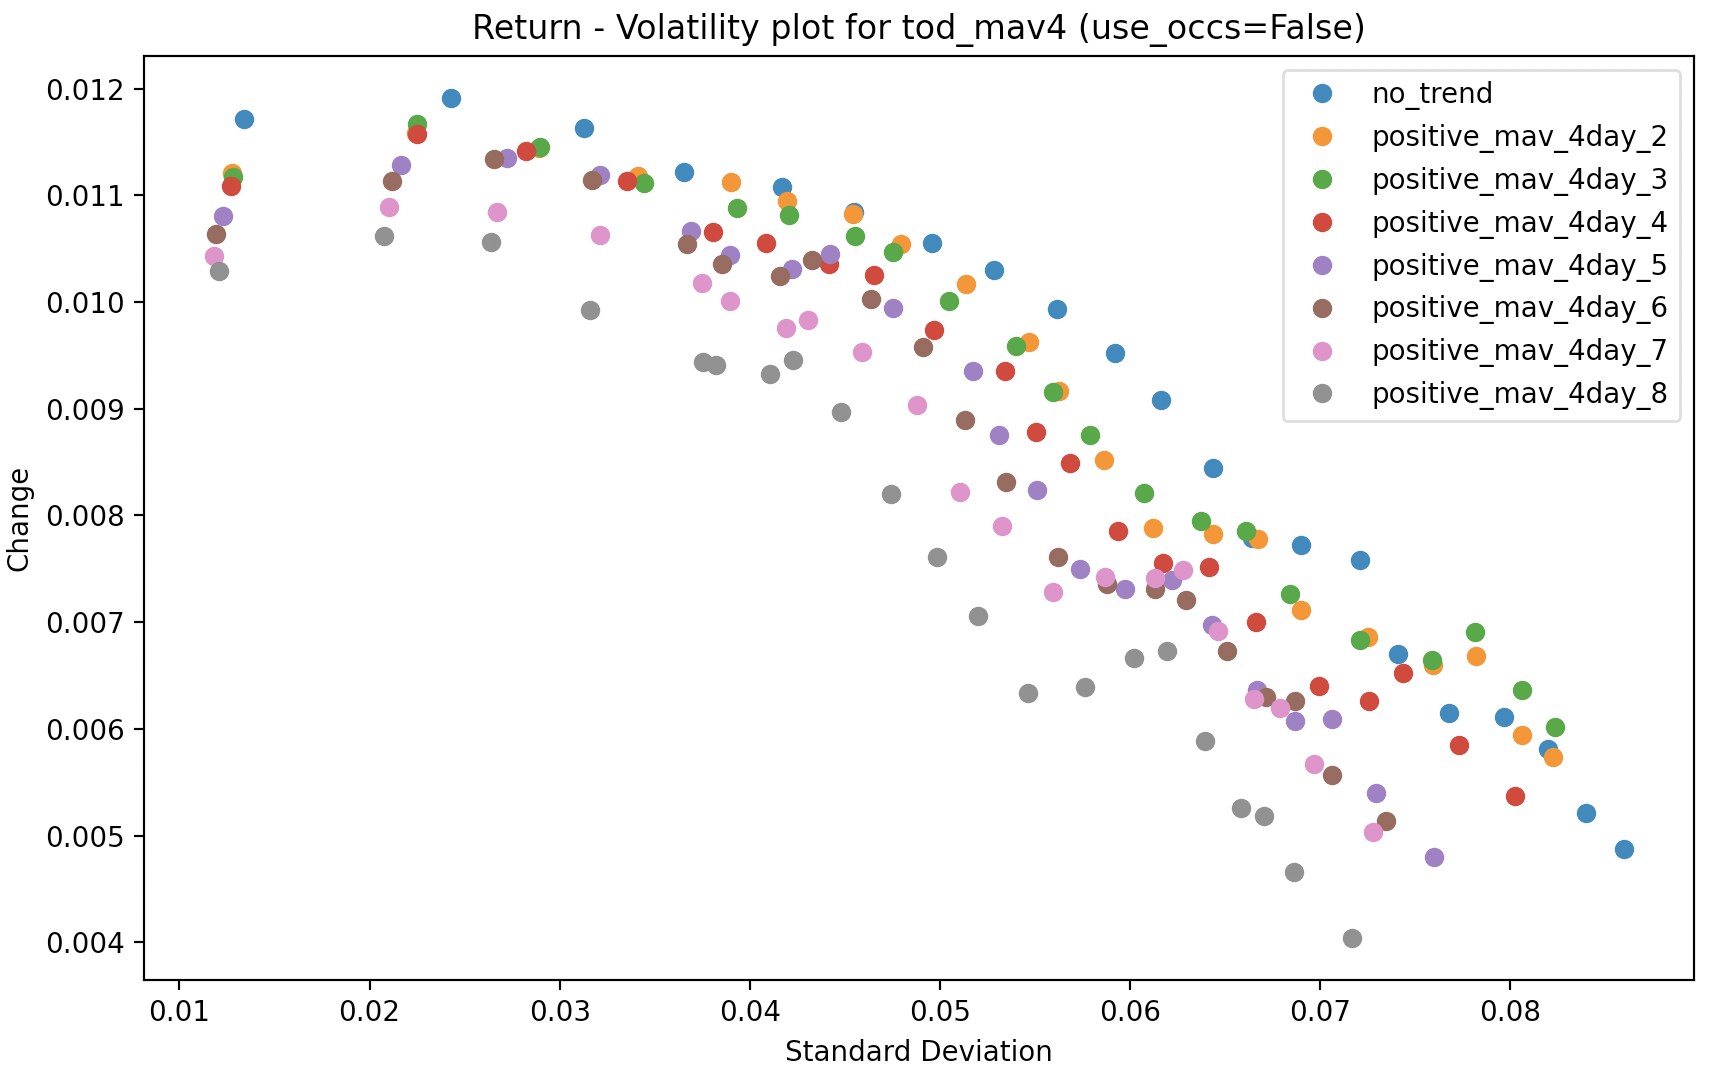 Return - Volatility plot for tod_mav4 (use_occs=False)
no_trend
positive_mav_4day_2
positive_mav_4day_3
positive_mav_4day_4
positive_mav_4day_5
positive_mav_4day_6
positive_mav_4day_7
positive_mav_4day_8
Change
0.012
0.011
0.010
0.009
0.008
0.007
0.006
0.005
0.004
0.01 0.02 0.03 0.04 0.05 0.06 0.07 0.08
Standard Deviation